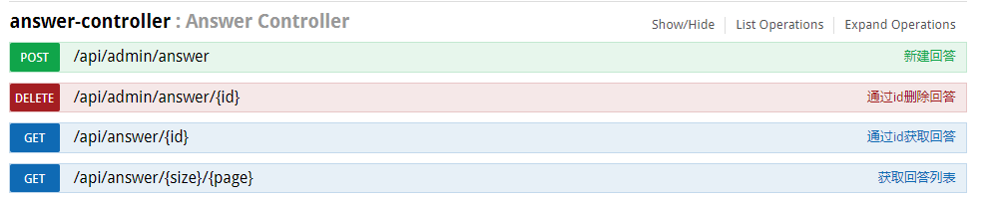 answer-controller : Answer Controller Show/Hide List Operations Expand Operations
POST /api/admin/answer 新建回答
DELETE /api/admin/answer/{id} 通过id删除回答
GET /api/answer/{id} 通过id获取回答
GET /api/answer/{size}/{page} 获取回答列表